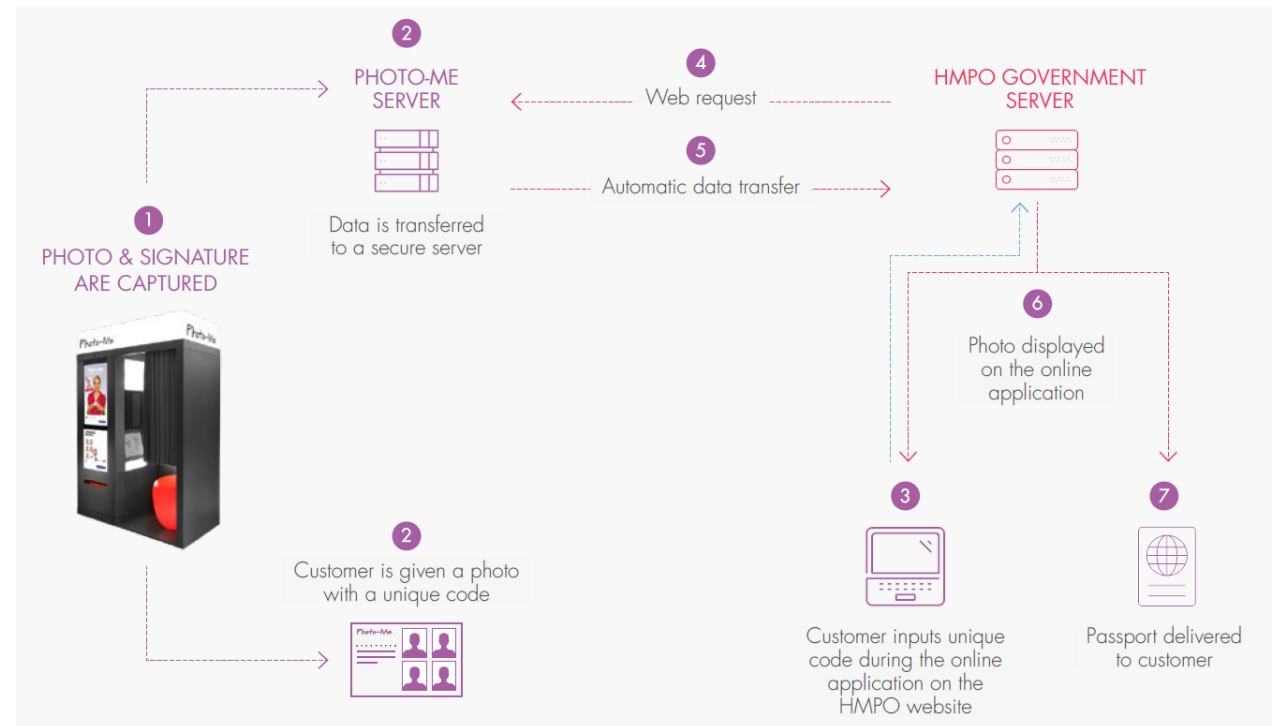 2
PHOTO-ME
SERVER
Data is transferred
to a secure server
4
Web request
5
Automatic data transfer
HMPO GOVERNMENT
SERVER
1
PHOTO & SIGNATURE
ARE CAPTURED
Photo-Me
Photo-Me
2
Customer is given a photo
with a unique code
Photo-Me
3
Customer inputs unique
code during the online
application on the
HMPO website
6
Photo displayed
on the online
application
7
Passport delivered
to customer